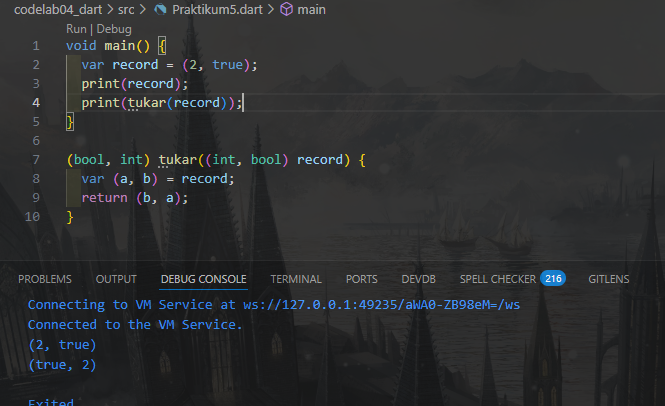 codelab04_dart > src > Praktikum5.dart > main
Run | Debug
1 void main() {
2 var record = (2, true);
3 print(record);
4 print(tukar(record));
5 }
6
7 (bool, int) tukar((int, bool) record) {
8 var (a, b) = record;
9 return (b, a);
10 }
PROBLEMS OUTPUT DEBUG CONSOLE TERMINAL PORTS DEVDB SPELL CHECKER 216 GITLENS
Connecting to VM Service at ws://127.0.0.1:49235/aWA0-ZB98eM=/ws
Connected to the VM Service.
(2, true)
(true, 2)
Exited